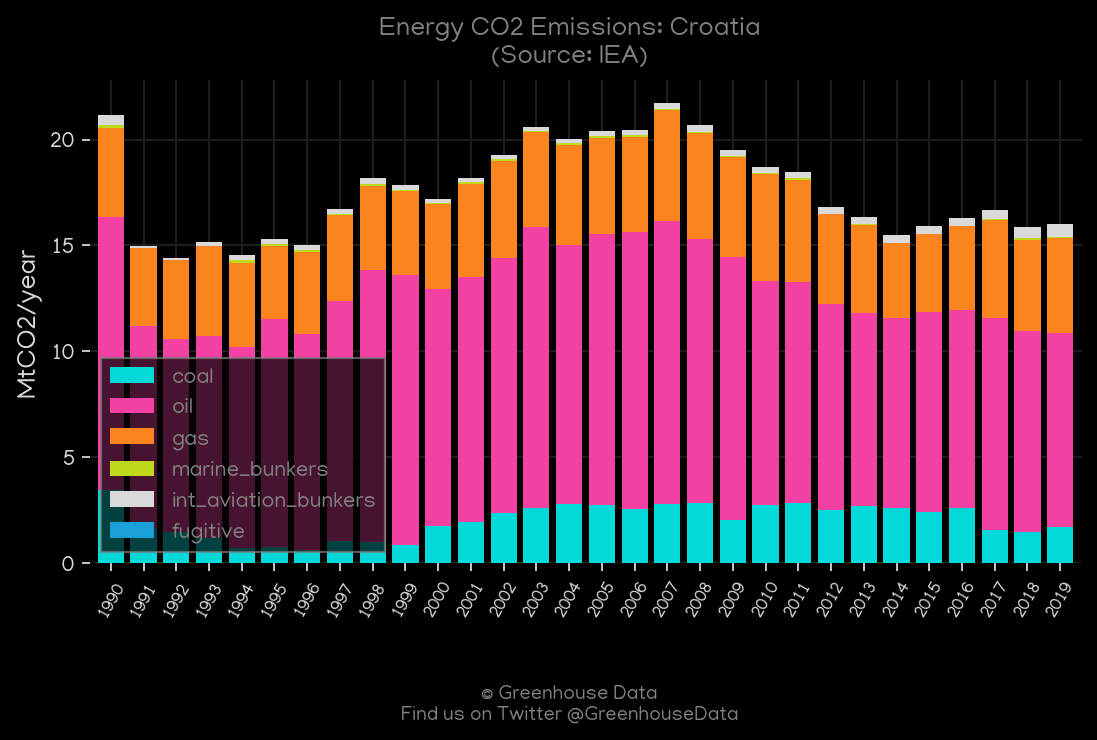 Energy CO2 Emissions: Croatia
(Source: IEA)
MtCO2/year
20
15
10
5
0
coal
oil
gas
marine_bunkers
int_aviation_bunkers
fugitive
1990 1991 1992 1993 1994 1995 1996 1997 1998 1999 2000 2001 2002 2003 2004 2005 2006 2007 2008 2009 2010 2011 2012 2013 2014 2015 2016 2017 2018 2019
© Greenhouse Data
Find us on Twitter @GreenhouseData